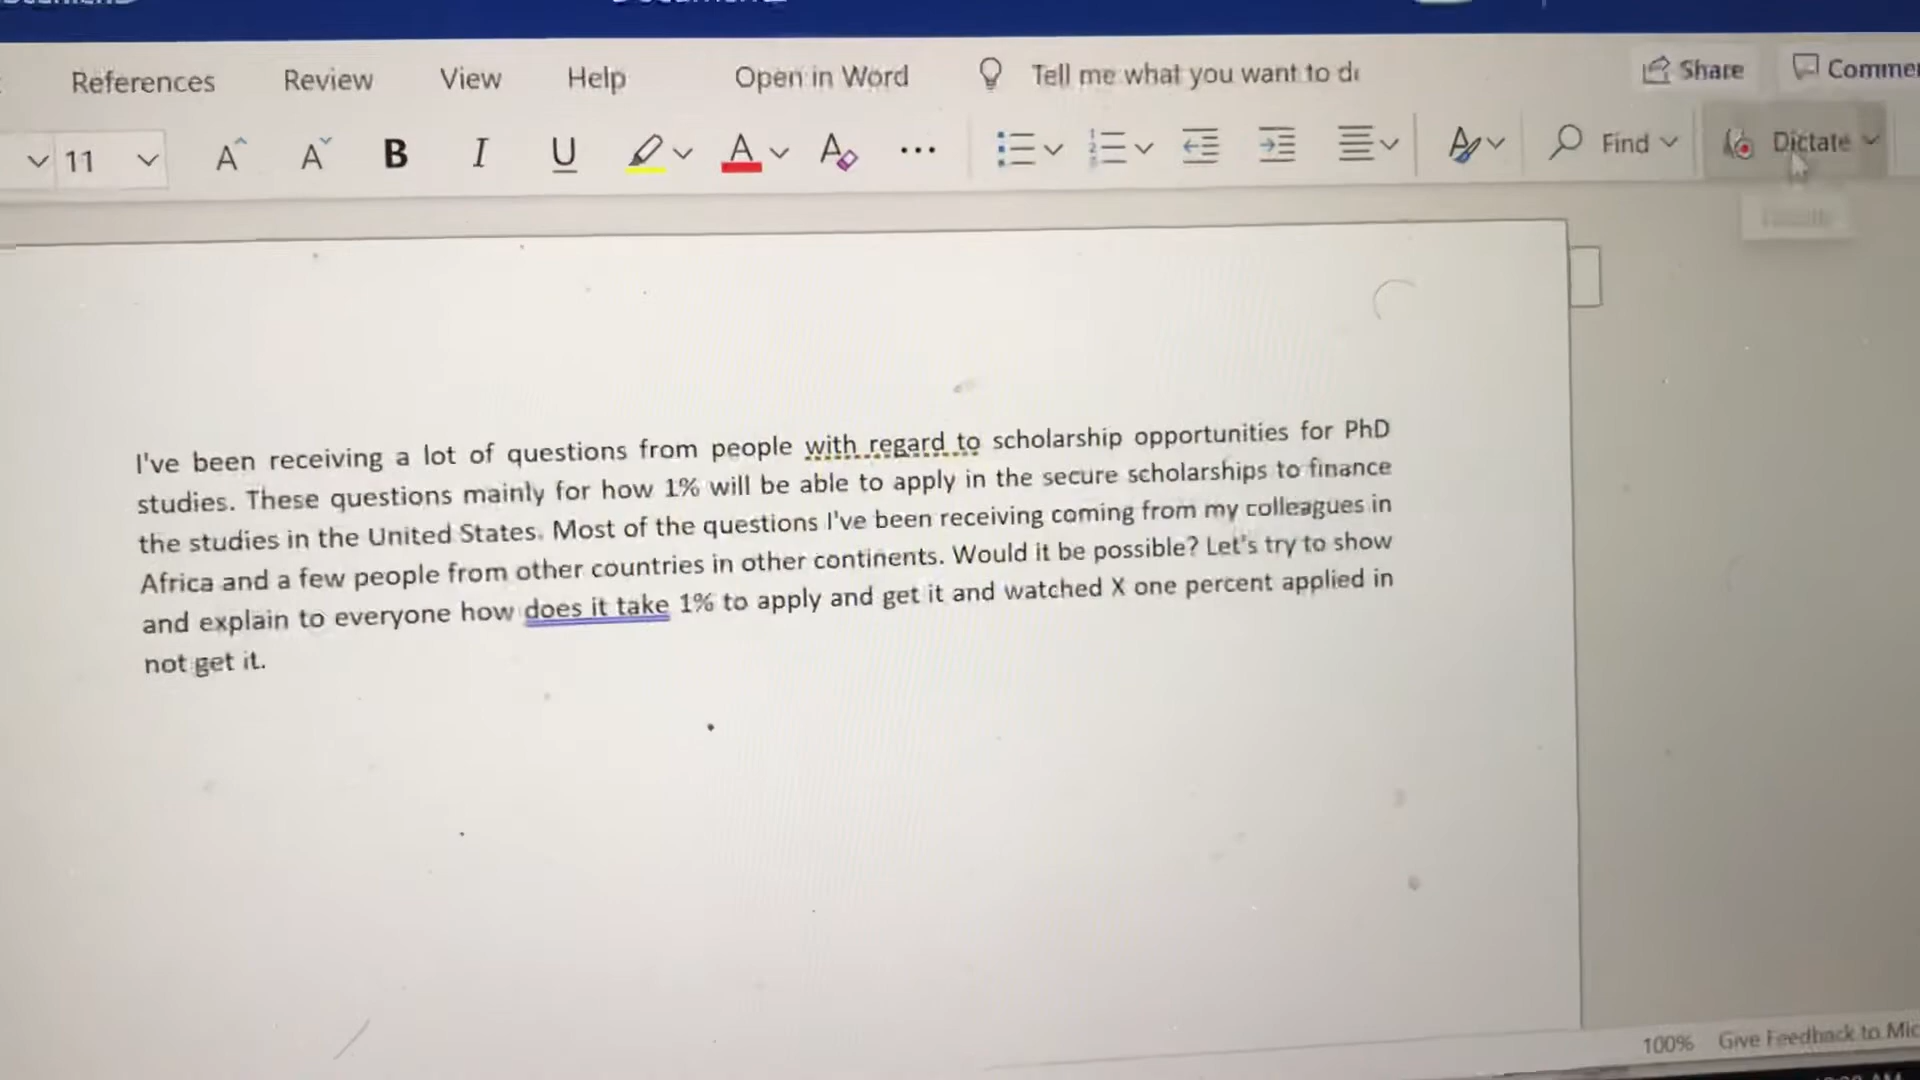 References Review View Help Open in Word Tell me what you want to d Share Comme
11 A A B I U A A ... Find Dictate
I've been receiving a lot of questions from people with regard to scholarship opportunities for PhD
studies. These questions mainly for how 1% will be able to apply in the secure scholarships to finance
the studies in the United States. Most of the questions I've been receiving coming from my colleagues in
Africa and a few people from other countries in other continents. Would it be possible? Let's try to show
and explain to everyone how does it take 1% to apply and get it and watched X one percent applied in
not get it.
100% Give Feedback to Mic